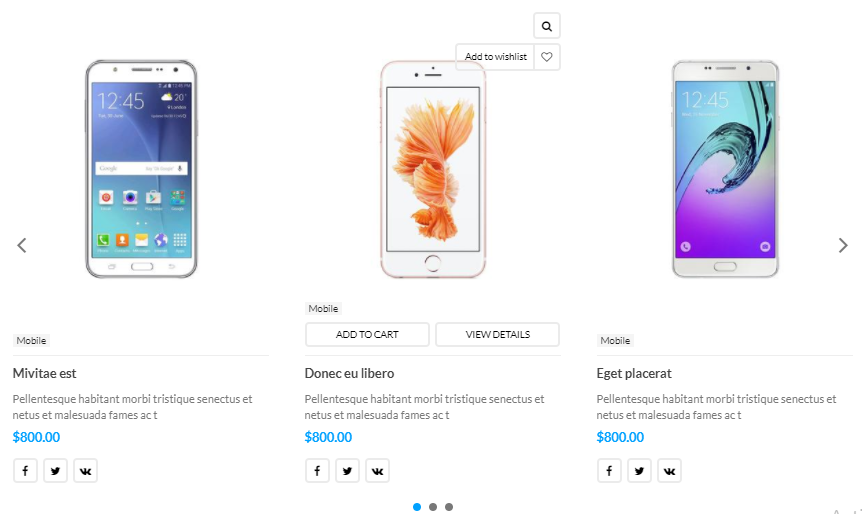 Add to wishlist
12:45
20°
Google
12:45
Mobile
ADD TO CART
VIEW DETAILS
Mobile
Mobile
Mivitae est
Donec eu libero
Eget placerat
Pellentesque habitant morbi tristique senectus et
netus et malesuada fames ac t
Pellentesque habitant morbi tristique senectus et
netus et malesuada fames ac t
Pellentesque habitant morbi tristique senectus et
netus et malesuada fames ac t
$800.00
$800.00
$800.00